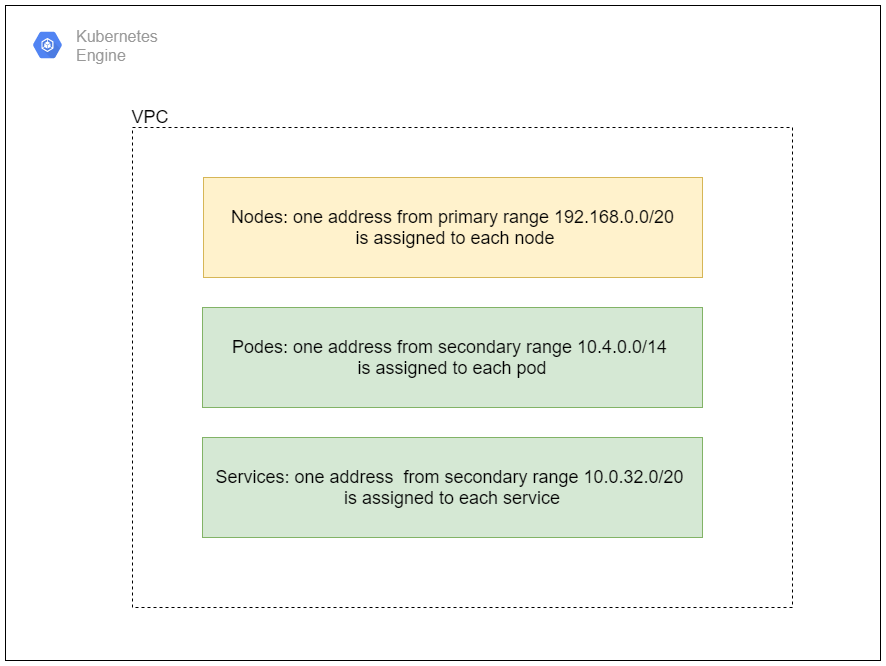 Kubernetes
Engine
VPC
Nodes: one address from primary range 192.168.0.0/20
is assigned to each node
Podes: one address from secondary range 10.4.0.0/14
is assigned to each pod
Services: one address  from secondary range 10.0.32.0/20
is assigned to each service